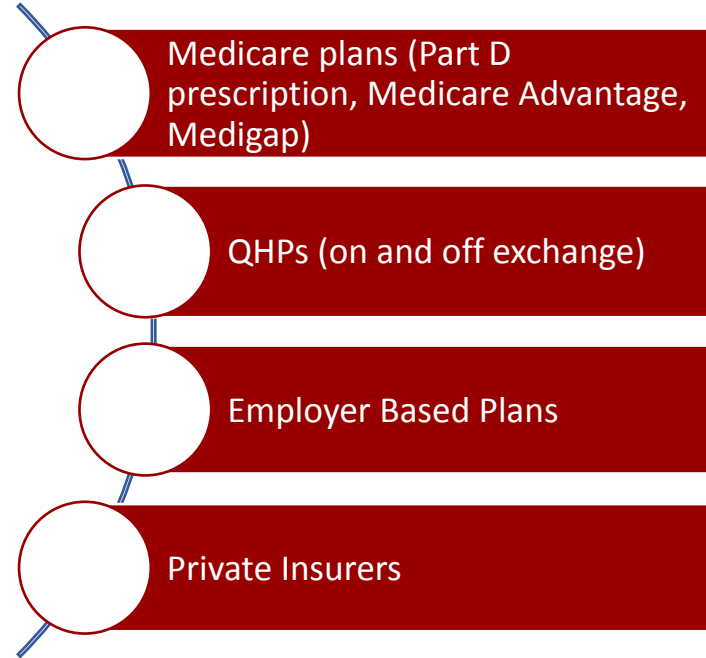 Medicare plans (Part D
prescription, Medicare Advantage,
Medigap)
QHPs (on and off exchange)
Employer Based Plans
Private Insurers